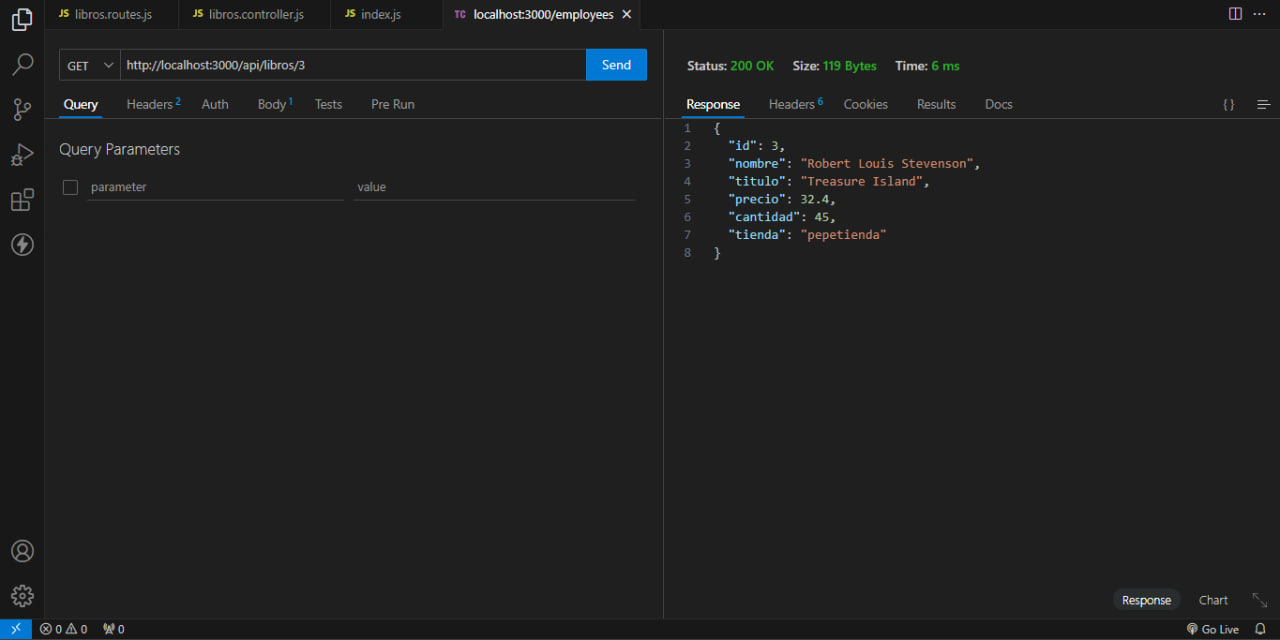 JS libros.routes.js JS libros.controller.js JS index.js TC localhost:3000/employees
GET http://localhost:3000/api/libros/3 Send
Query Headers 2 Auth Body 1 Tests Pre Run
Query Parameters
parameter value
Status: 200 OK Size: 119 Bytes Time: 6 ms
Response Headers 6 Cookies Results Docs { }
1 {
2 "id": 3,
3 "nombre": "Robert Louis Stevenson",
4 "titulo": "Treasure Island",
5 "precio": 32.4,
6 "cantidad": 45,
7 "tienda": "pepetienda"
8 }
Response Chart
0 0 0 Go Live